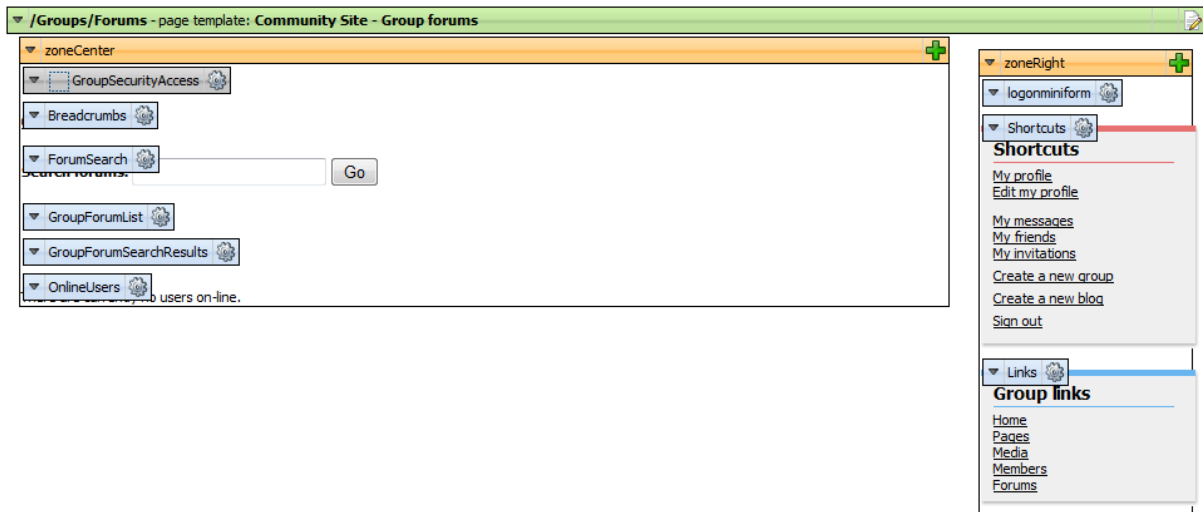 /Groups/Forums - page template: Community Site - Group forums
zoneCenter
GroupSecurityAccess
Breadcrumbs
ForumSearch
Search forums:
Go
GroupForumList
GroupForumSearchResults
OnlineUsers
users on-line.
zoneRight
logonminiform
Shortcuts
Shortcuts
My profile
Edit my profile
My messages
My friends
My invitations
Create a new group
Create a new blog
Sign out
Links
Group links
Home
Pages
Media
Members
Forums